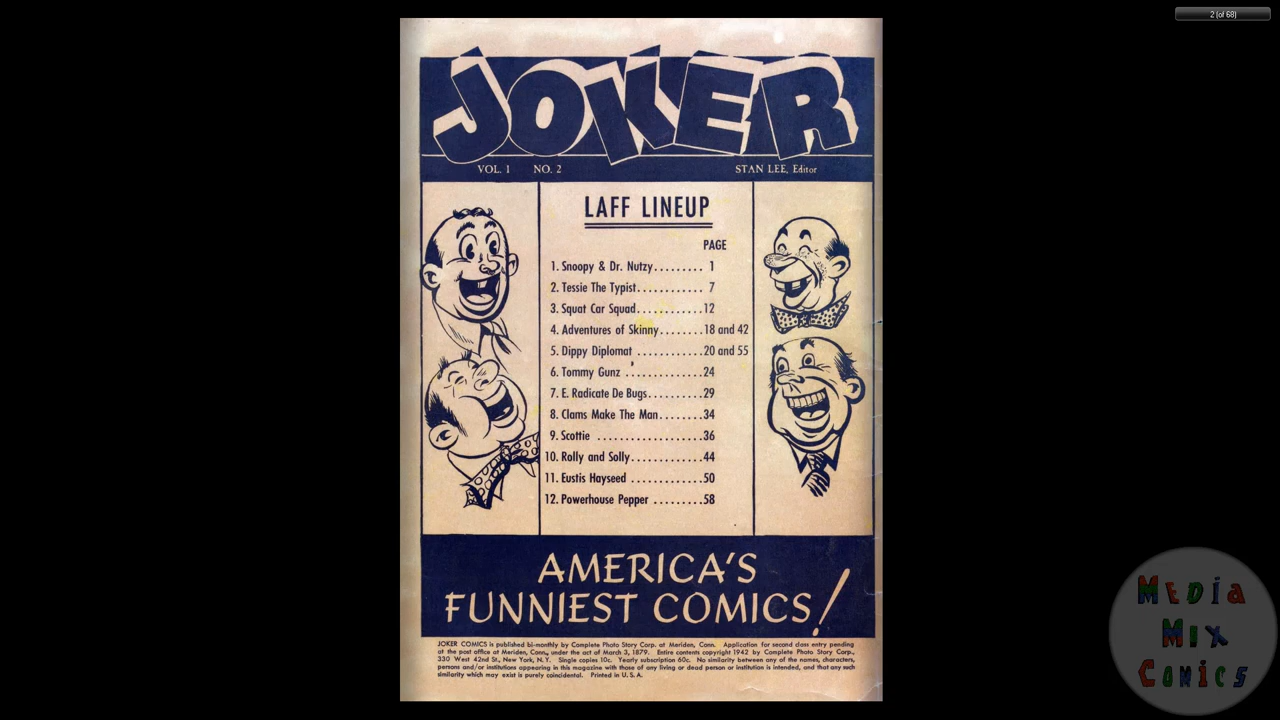 2 (of 68)
JOKER
VOL. 1 NO. 2 STAN LEE, Editor
LAFF LINEUP
PAGE
1. Snoopy & Dr. Nutzy......... 1
2. Tessie The Typist............ 7
3. Squat Car Squad............12
4. Adventures of Skinny........18 and 42
5. Dippy Diplomat ............20 and 55
6. Tommy Gunz ..............24
7. E. Radicate De Bugs..........29
8. Clams Make The Man........34
9. Scottie ...................36
10. Rolly and Solly.............44
11. Eustis Hayseed .............50
12. Powerhouse Pepper .........58
AMERICA'S
FUNNIEST COMICS!
JOKER COMICS is published bi-monthly by Complete Photo Story Corp. at Meriden, Conn. Application for second class entry pending
at the post office at Meriden, Conn., under the act of March 3, 1879. Entire contents copyright 1942 by Complete Photo Story Corp.,
330 West 42nd St., New York, N. Y. Single copies 10c. Yearly subscription 60c. No similarity between any of the names, characters,
persons and/or institutions appearing in this magazine with those of any living or dead person or institution is intended, and that any such
similarity which may exist is purely coincidental. Printed in U. S. A.
MEDiA
MiX
COMiCS